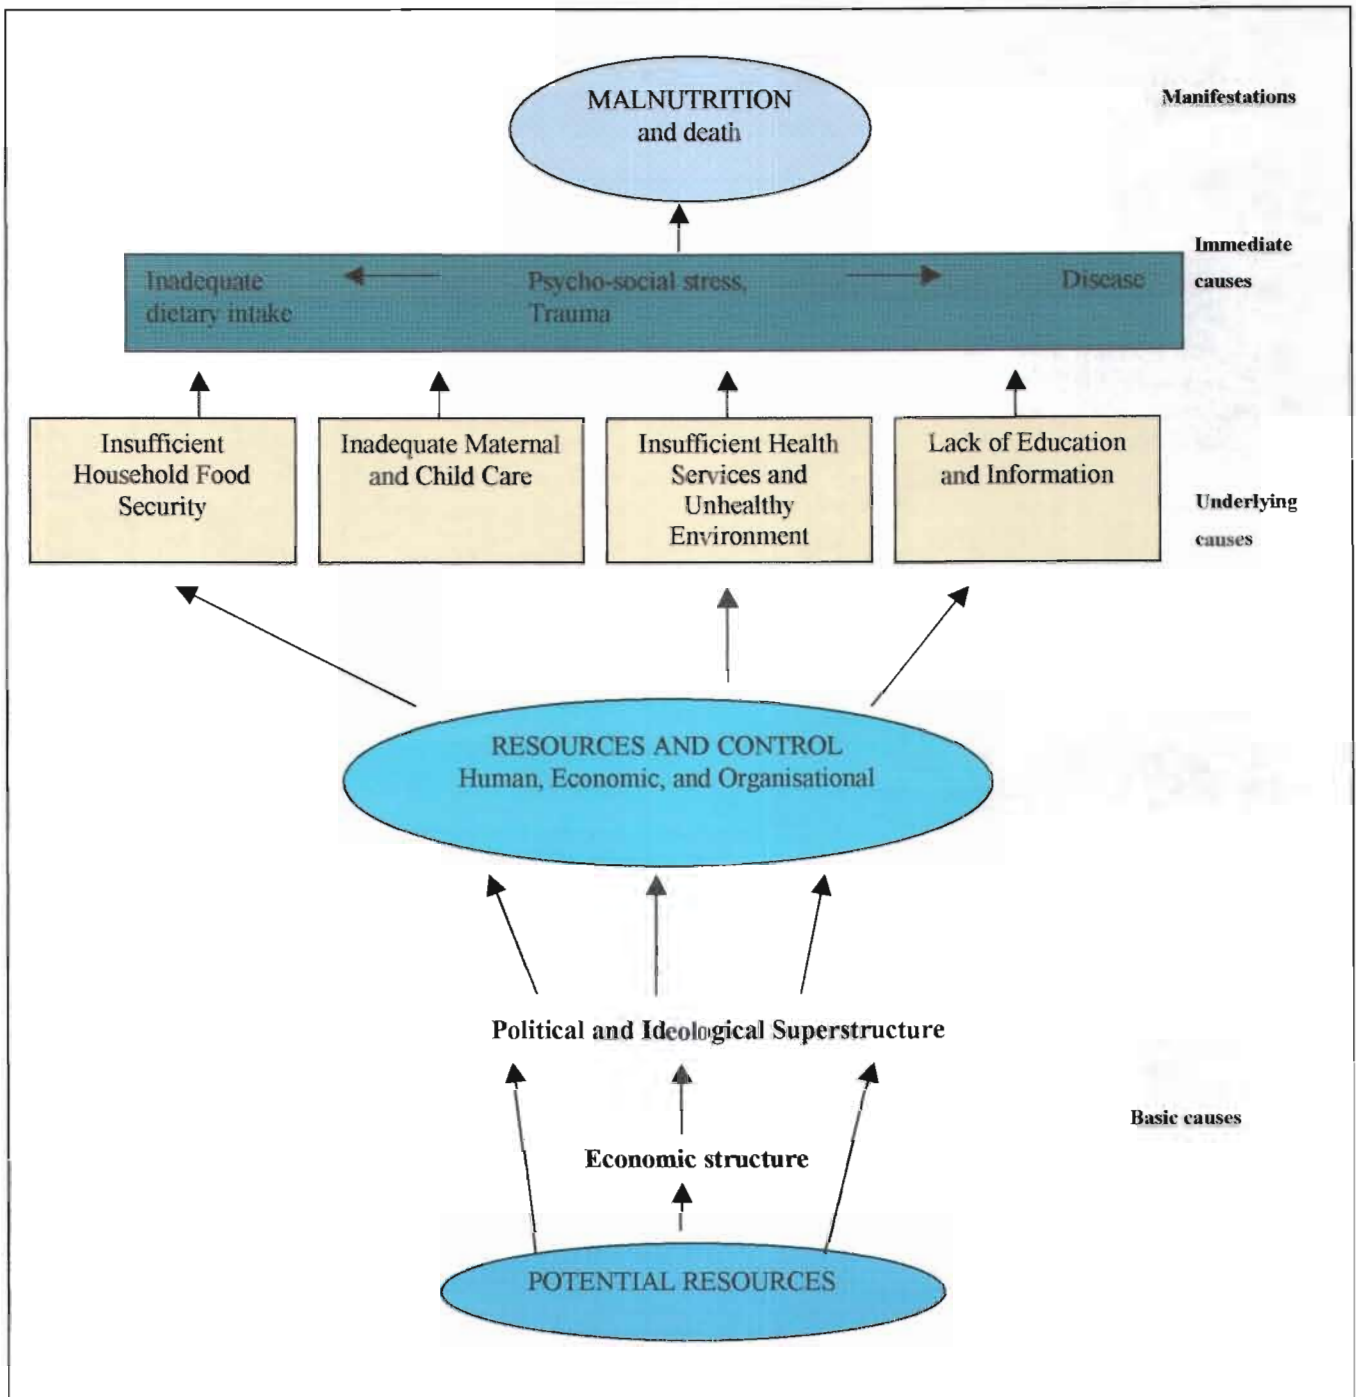 MALNUTRITION
and death
Manifestations
Immediate
causes
Inadequate
dietary intake
Psycho-social stress,
Trauma
Disease
Insufficient
Household Food
Security
Inadequate Maternal
and Child Care
Insufficient Health
Services and
Unhealthy
Environment
Lack of Education
and Information
Underlying
causes
RESOURCES AND CONTROL
Human, Economic, and Organisational
Political and Ideological Superstructure
Basic causes
Economic structure
POTENTIAL RESOURCES